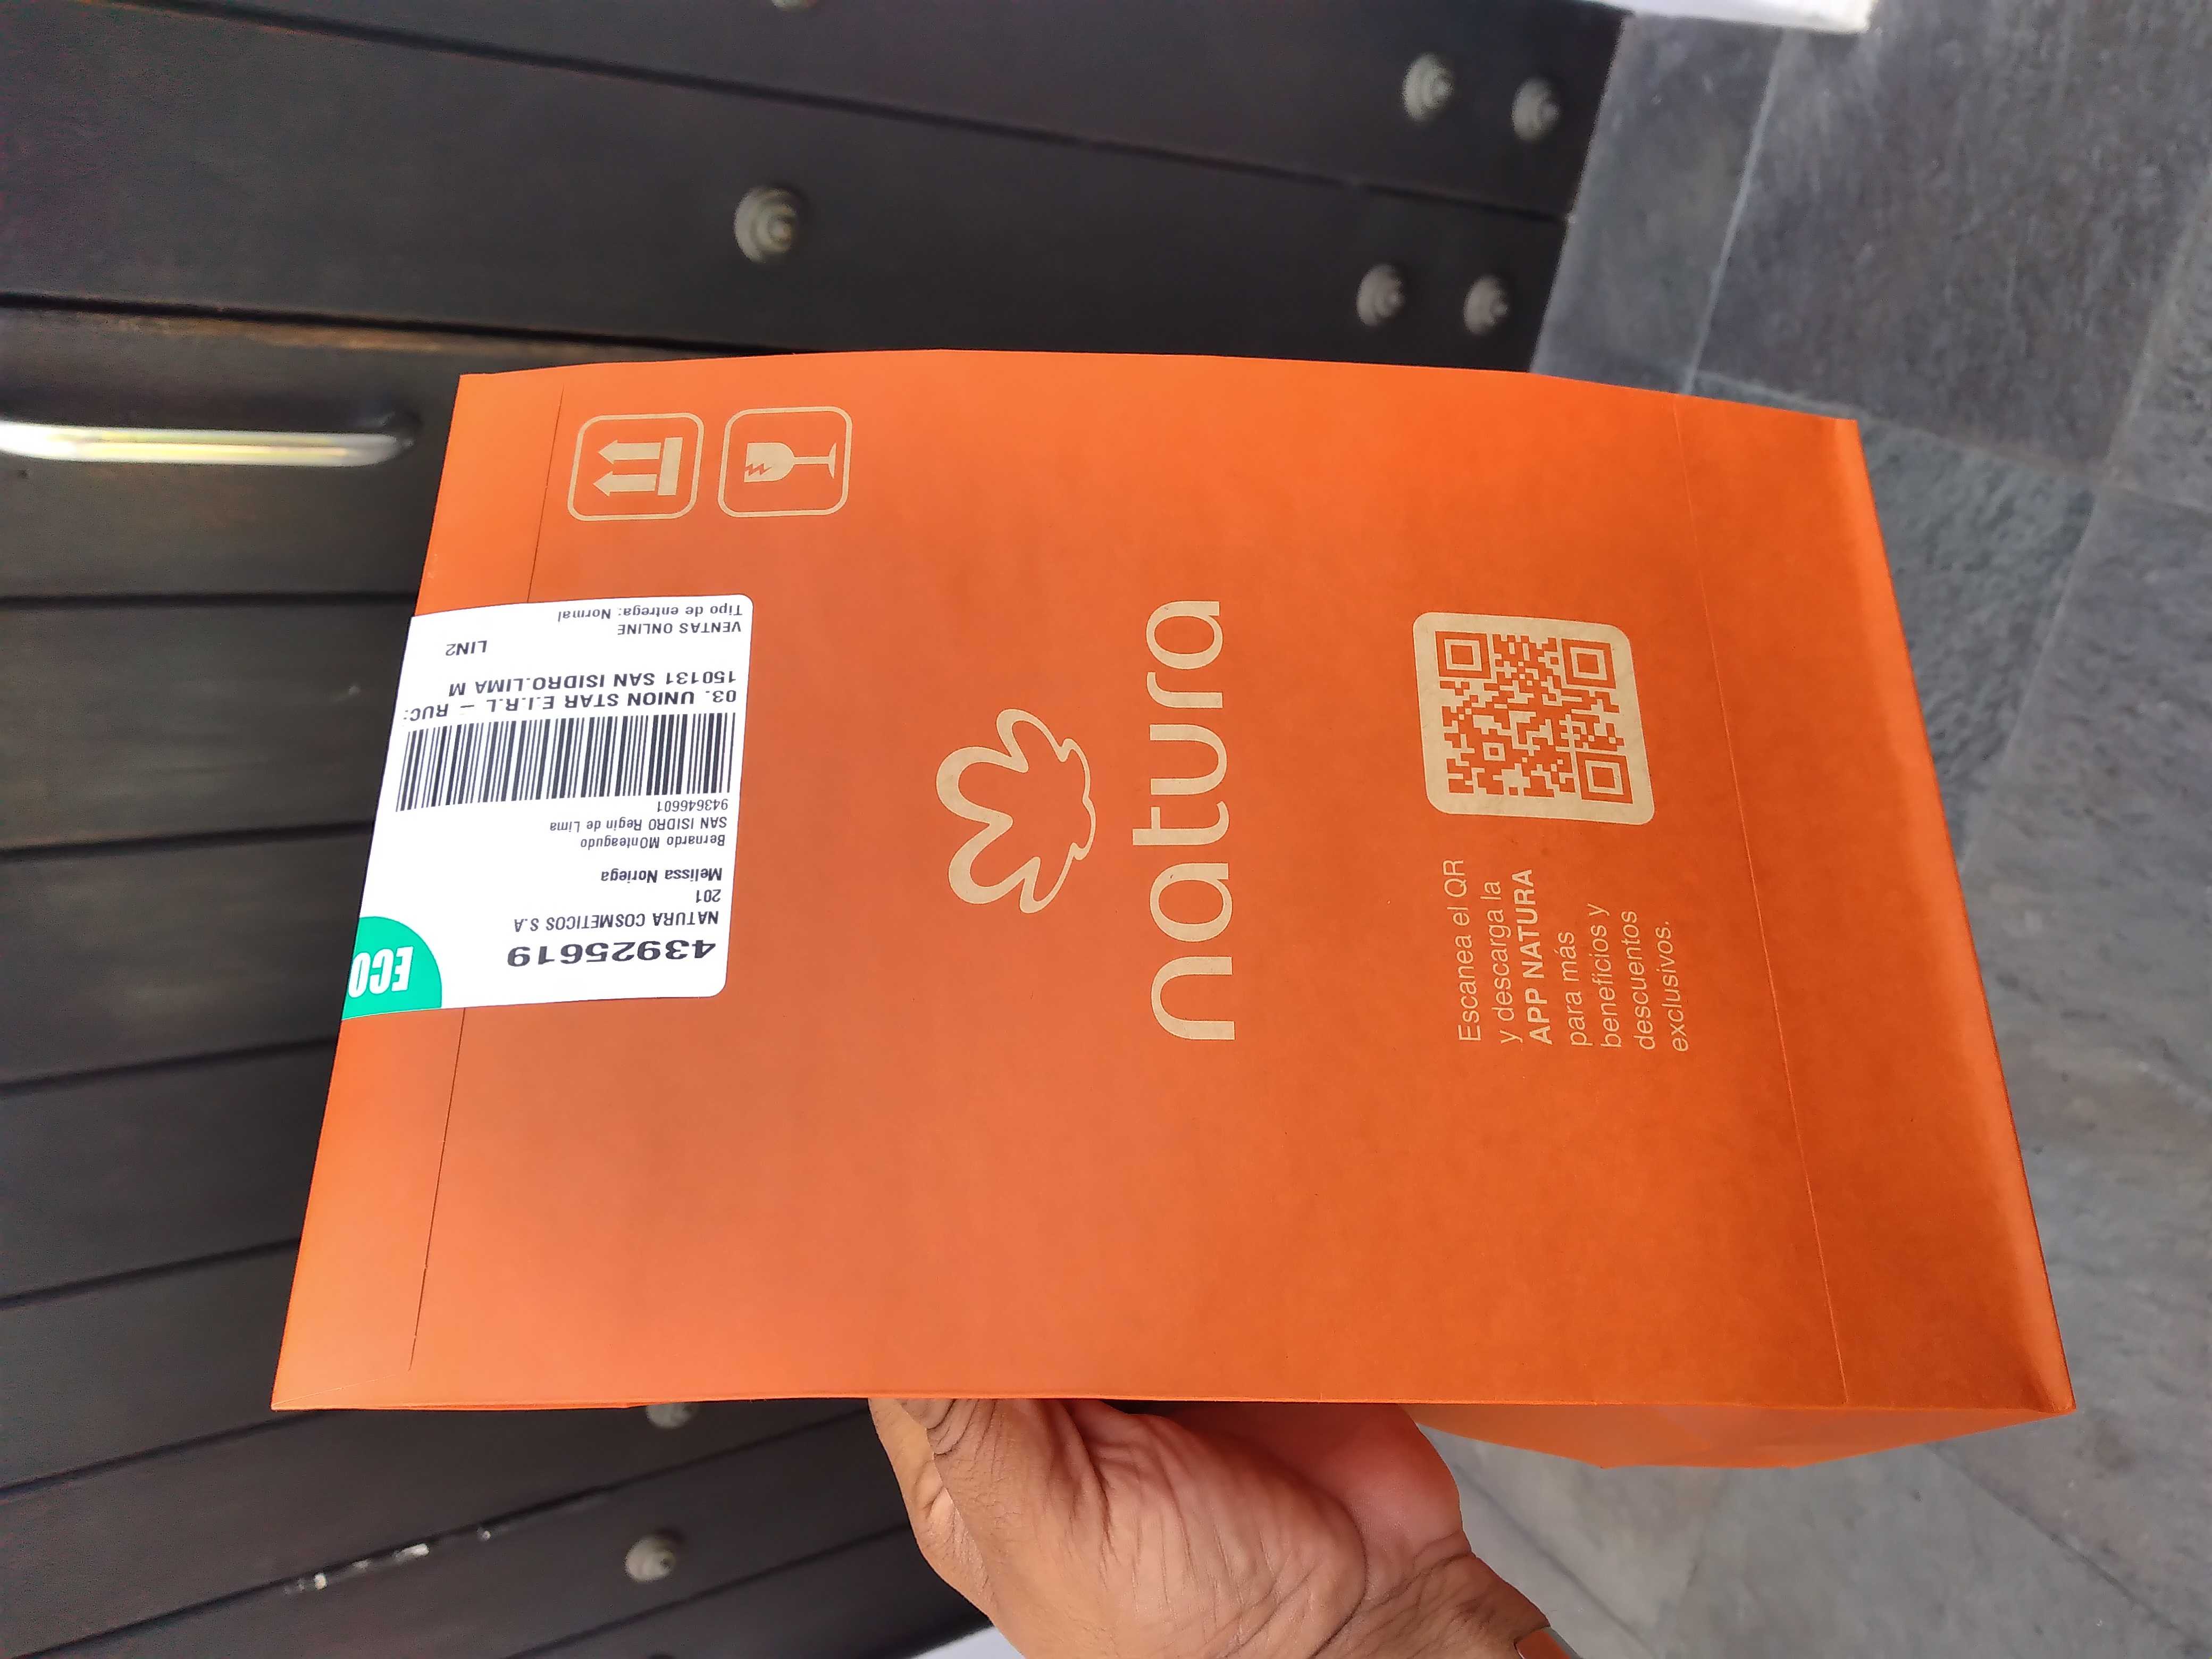 43925619
ECO
NATURA COSMETICOS S.A
201
Melissa Noriega
Bernardo MOnteagudo
SAN ISIDRO Regin de Lima
943646601
03. UNION STAR E.I.R.L - RUC:
150131 SAN ISIDRO.LIMA M
LIN2
VENTAS ONLINE
Tipo de entrega: Normal
natura
Escanea el QR
y descarga la
APP NATURA
para más
beneficios y
descuentos
exclusivos.